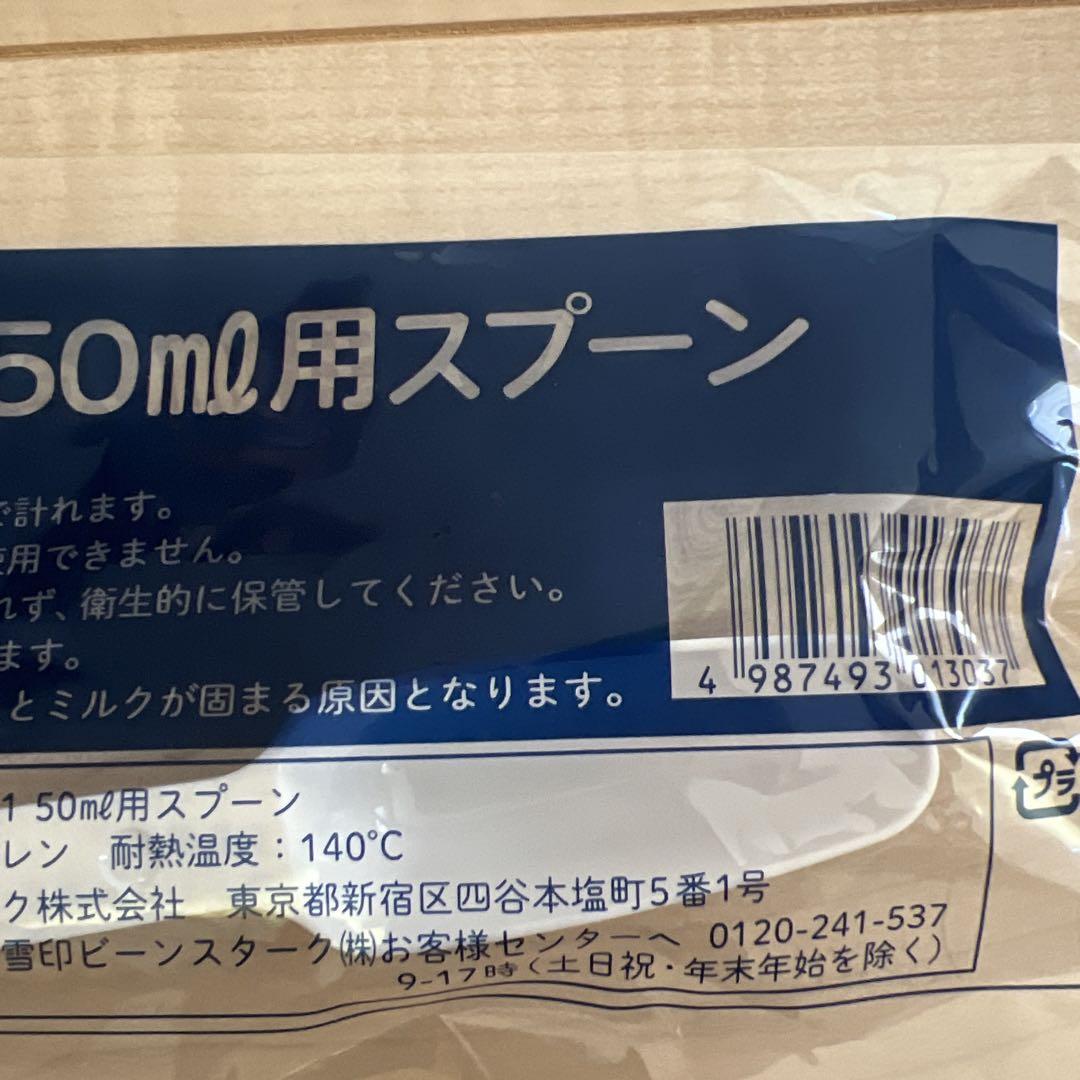 50㎖用スプーン
で計れます。
使用できません。
れず、衛生的に保管してください。
ます。
とミルクが固まる原因となります。
4 987493 013037
プラ
1 50㎖用スプーン
レン 耐熱温度：140℃
ク株式会社 東京都新宿区四谷本塩町5番1号
雪印ビーンスターク㈱お客様センターへ 0120-241-537
9-17時（土日祝・年末年始を除く）